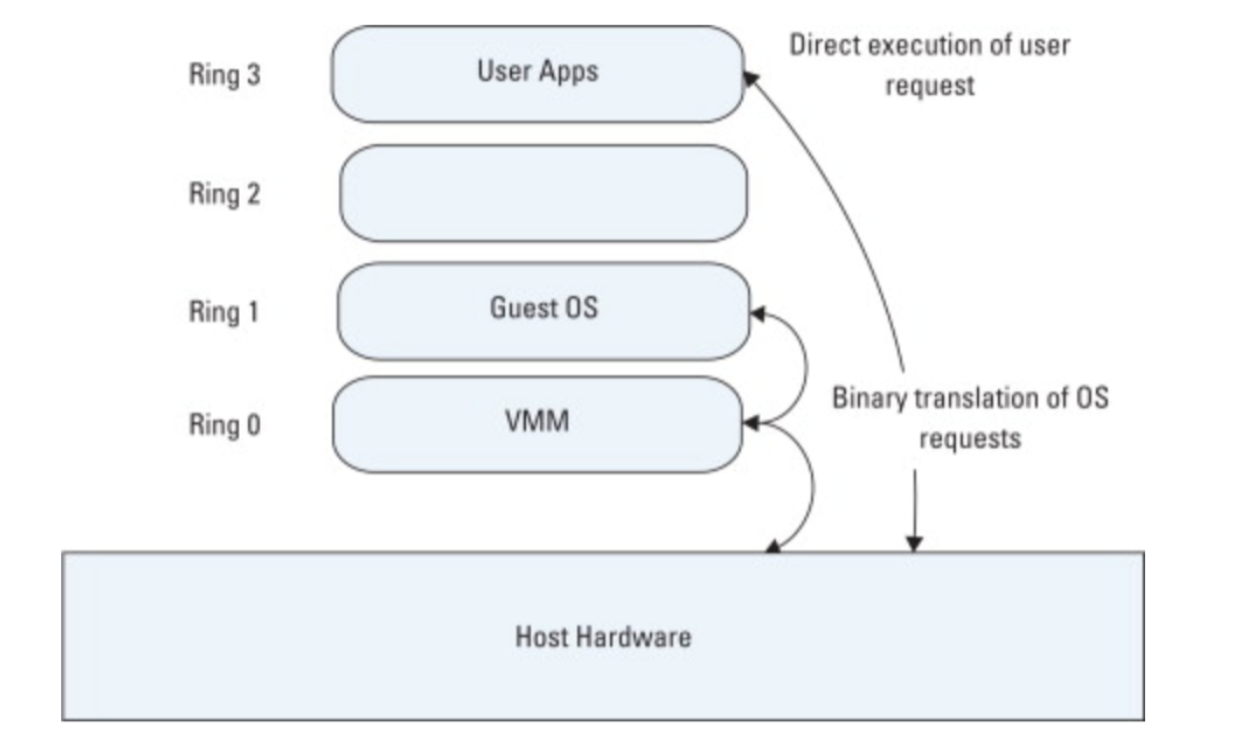 Direct execution of user
request
Ring 3
User Apps
Ring 2
Ring 1
Guest OS
Ring 0
VMM
Binary translation of OS
requests
Host Hardware